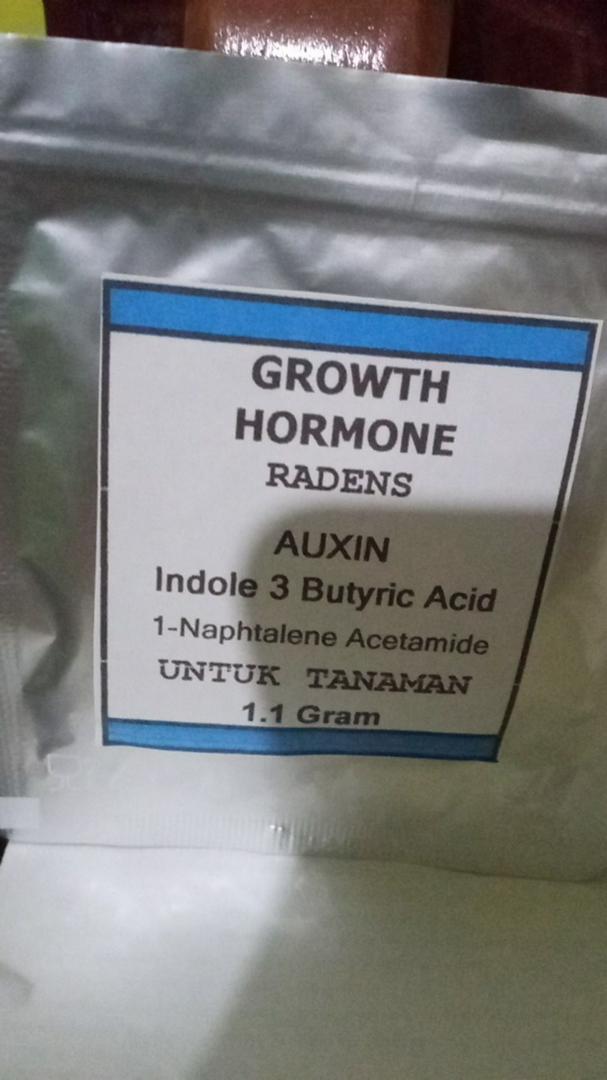 GROWTH
HORMONE
RADENS
AUXIN
Indole 3 Butyric Acid
1-Naphtalene Acetamide
UNTUK TANAMAN
1.1 Gram